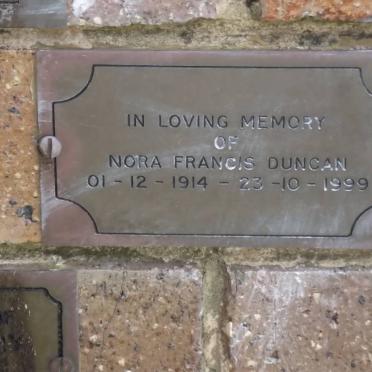 IN LOVING MEMORY
OF
NORA FRANCIS DUNCAN
01 - 12 - 1914 - 23 - 10 - 1999